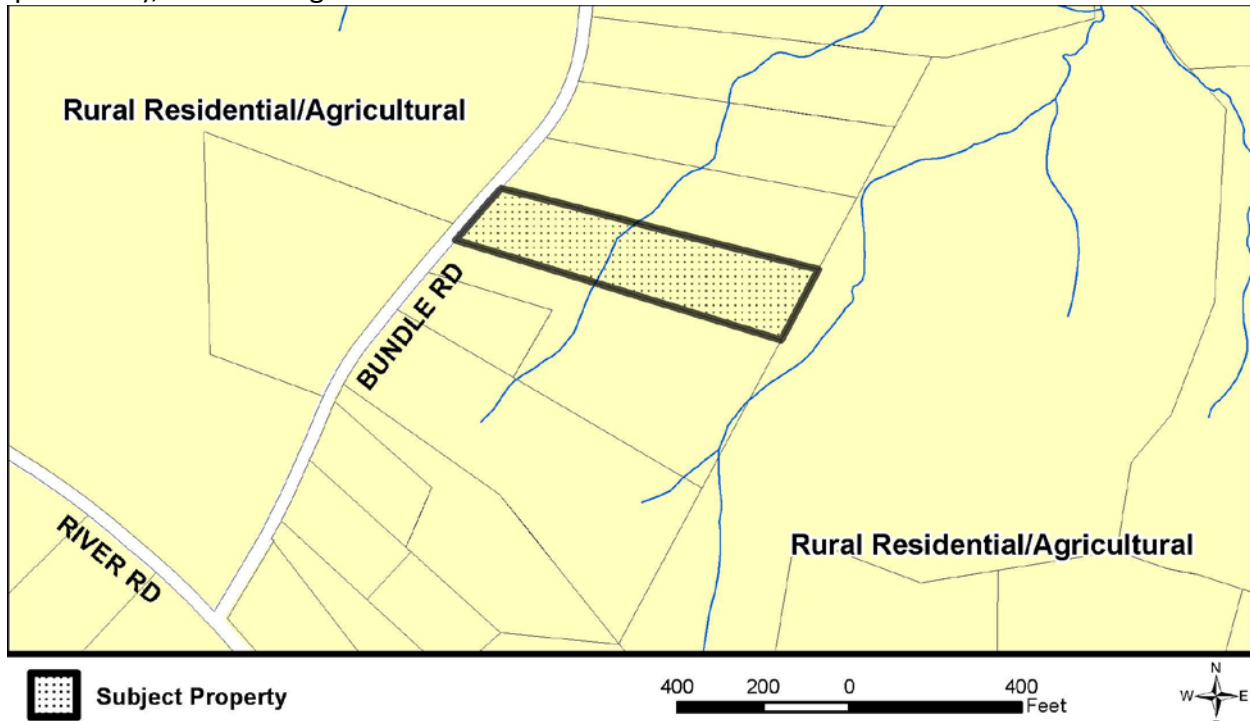 Rural Residential/Agricultural
BUNDLE RD
RIVER RD
Rural Residential/Agricultural
Subject Property
400 200 0 400
Feet
N
W E